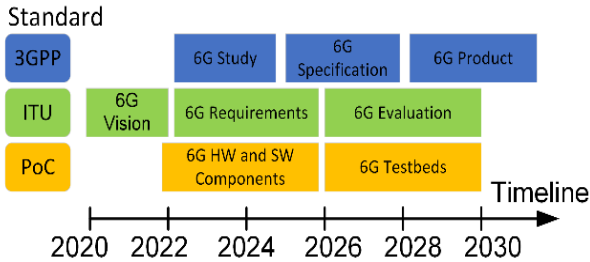 Standard
3GPP
6G Study
6G
Specification
6G Product
ITU
6G
Vision
6G Requirements
6G Evaluation
PoC
6G HW and SW
Components
6G Testbeds
Timeline
2020
2022
2024
2026
2028
2030